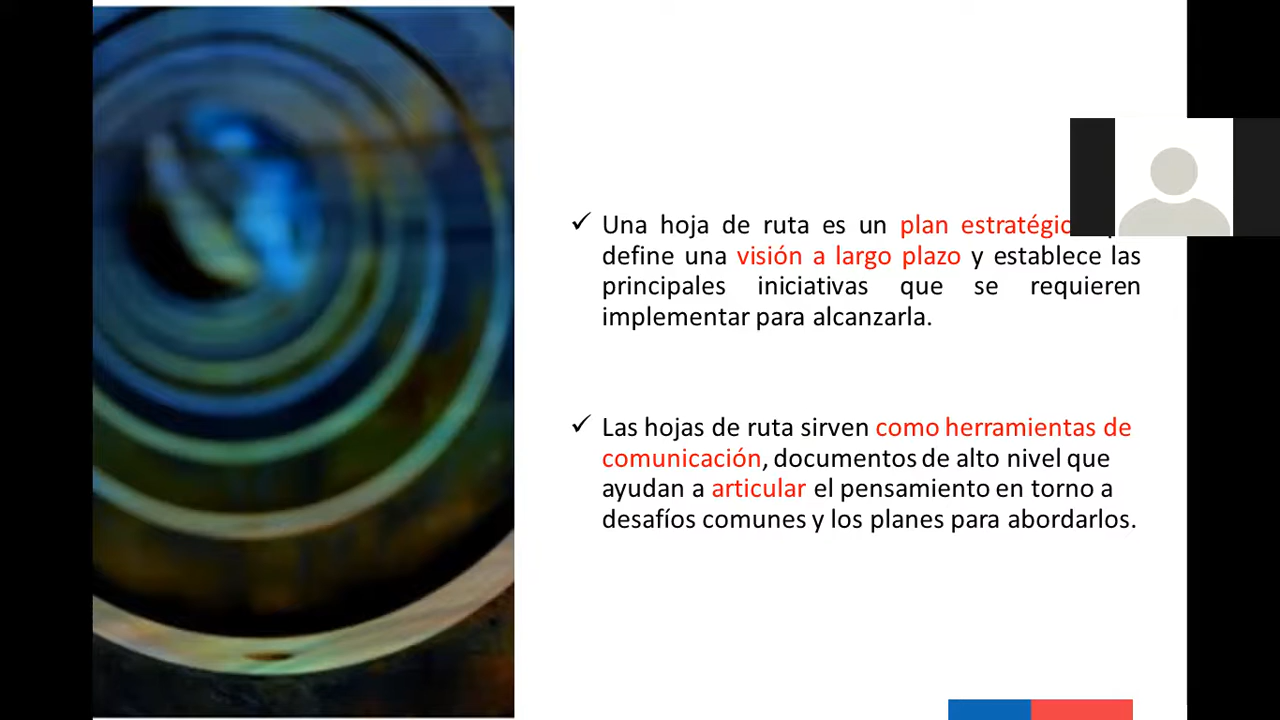 ✓ Una hoja de ruta es un plan estratégic
define una visión a largo plazo y establece las
principales iniciativas que se requieren
implementar para alcanzarla.
✓ Las hojas de ruta sirven como herramientas de
comunicación, documentos de alto nivel que
ayudan a articular el pensamiento en torno a
desafíos comunes y los planes para abordarlos.